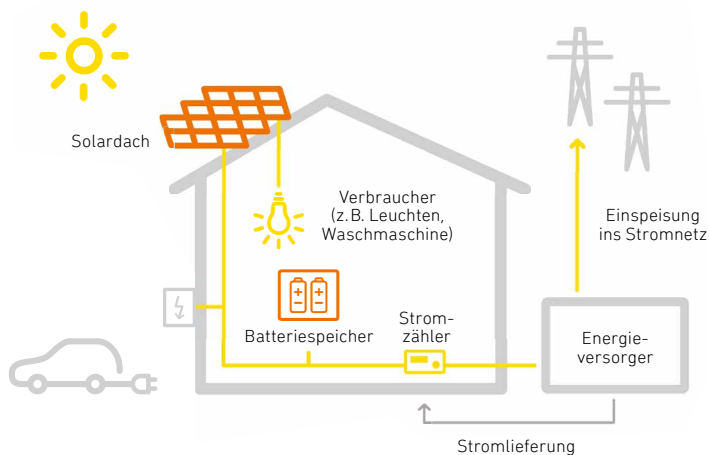 Solardach
Verbraucher
(z.B. Leuchten,
Waschmaschine)
Einspeisung
ins Stromnetz
Batteriespeicher
Strom-
zähler
Energie-
versorger
Stromlieferung